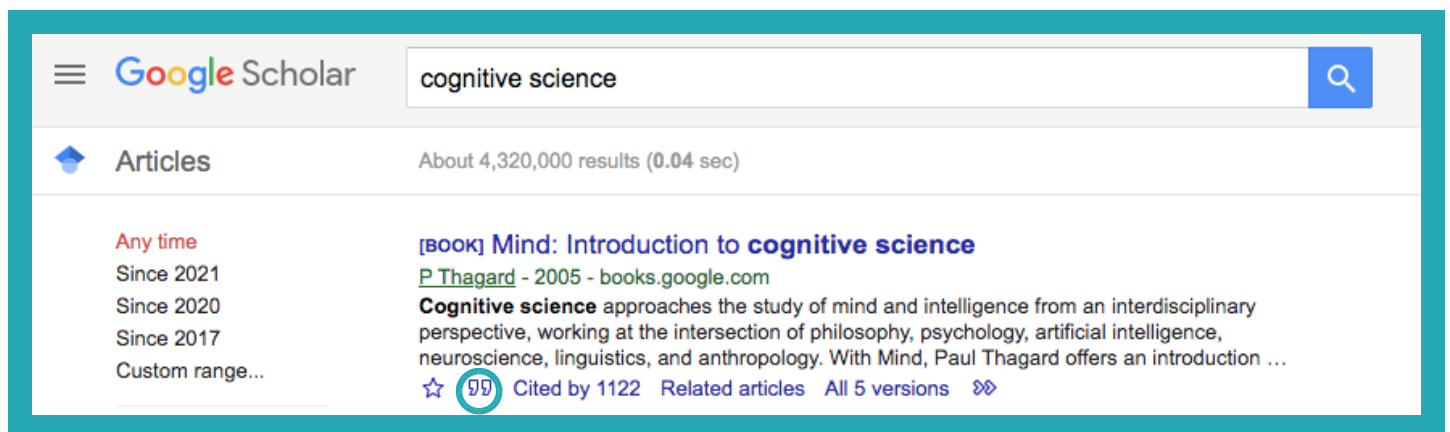 Google Scholar
cognitive science
Articles
About 4,320,000 results (0.04 sec)
Any time
Since 2021
Since 2020
Since 2017
Custom range...
[BOOK] Mind: Introduction to cognitive science
P Thagard - 2005 - books.google.com
Cognitive science approaches the study of mind and intelligence from an interdisciplinary
perspective, working at the intersection of philosophy, psychology, artificial intelligence,
neuroscience, linguistics, and anthropology. With Mind, Paul Thagard offers an introduction …
Cited by 1122 Related articles All 5 versions